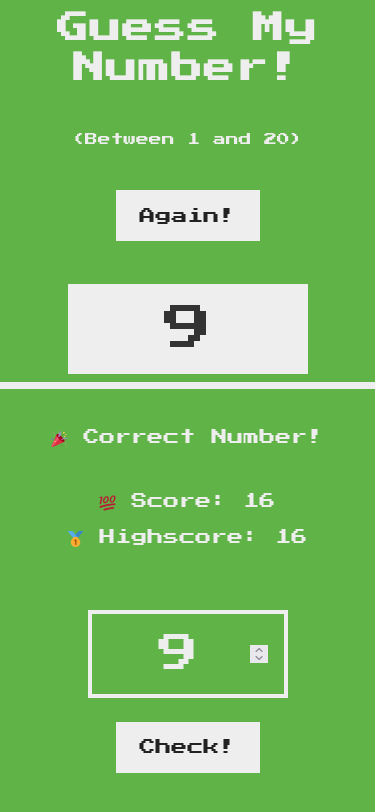 Guess My
Number!
(Between 1 and 20)
Again!
9
🎉 Correct Number!
💯 Score: 16
🥇 Highscore: 16
9
Check!